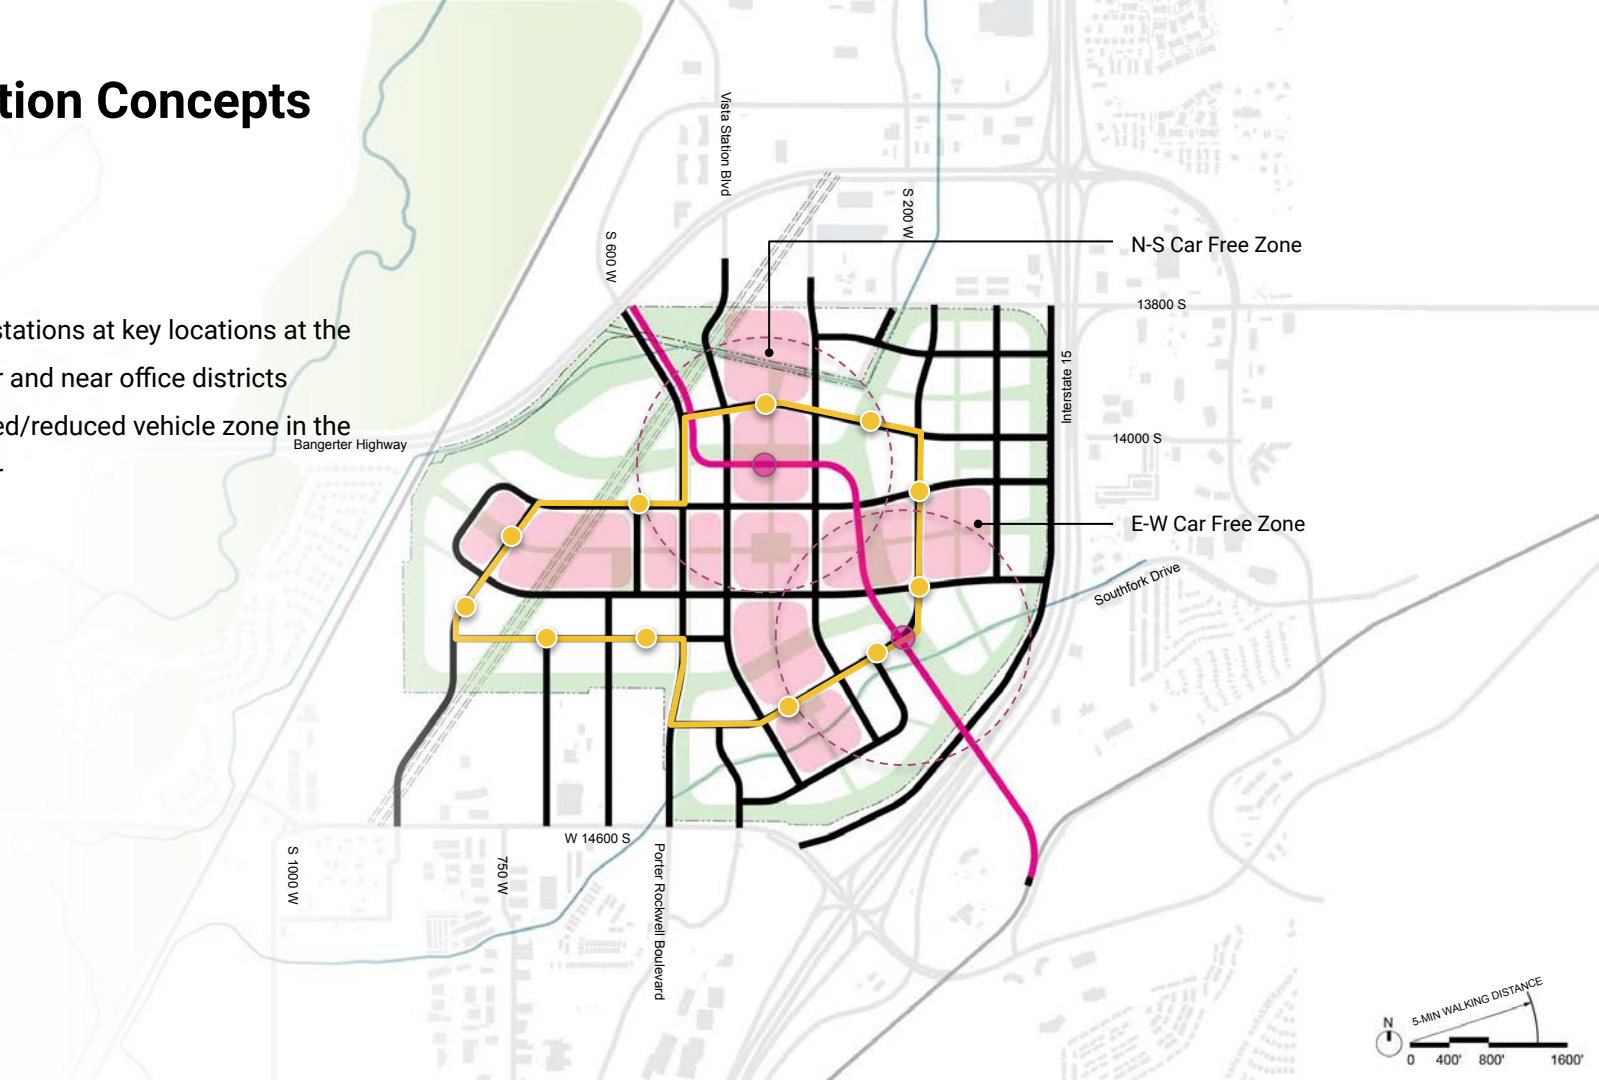 tion Concepts
stations at key locations at the
r and near office districts
ed/reduced vehicle zone in the
r
Vista Station Blvd
S 600 W
S 200 W
N-S Car Free Zone
13800 S
Interstate 15
14000 S
Bangerter Highway
E-W Car Free Zone
Southfork Drive
W 14600 S
S 1000 W
750 W
Porter Rockwell Boulevard
5-MIN WALKING DISTANCE
N
0 400' 800' 1600'